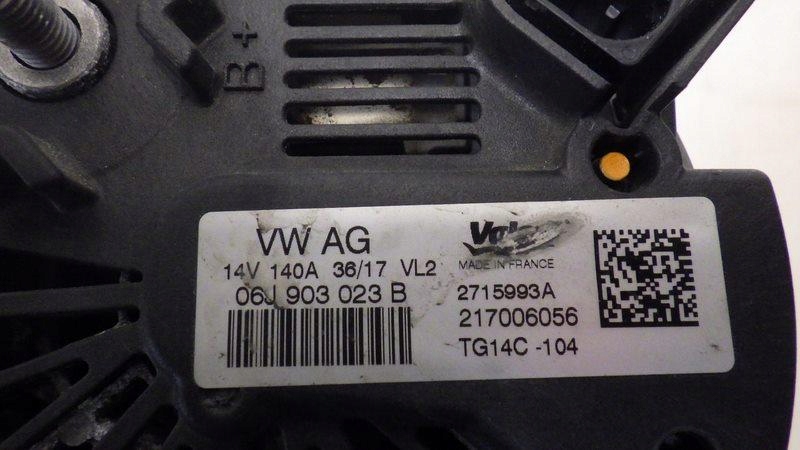 B+
VW AG
14V 140A 36/17 VL2
06J 903 023 B
MADE IN FRANCE
2715993A
217006056
TG14C -104